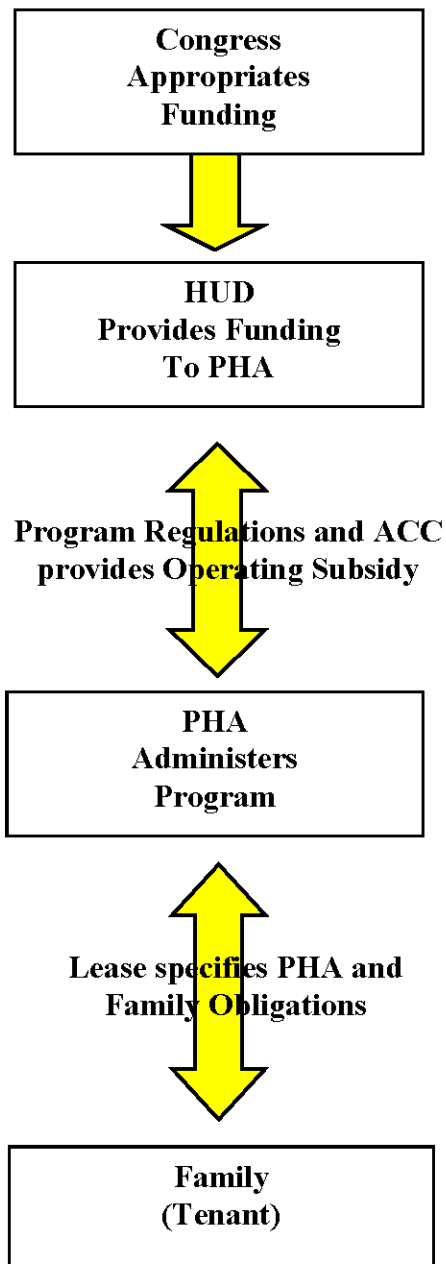 Congress
Appropriates
Funding
HUD
Provides Funding
To PHA
Program Regulations and ACC
provides Operating Subsidy
PHA
Administers
Program
Lease specifies PHA and
Family Obligations
Family
(Tenant)